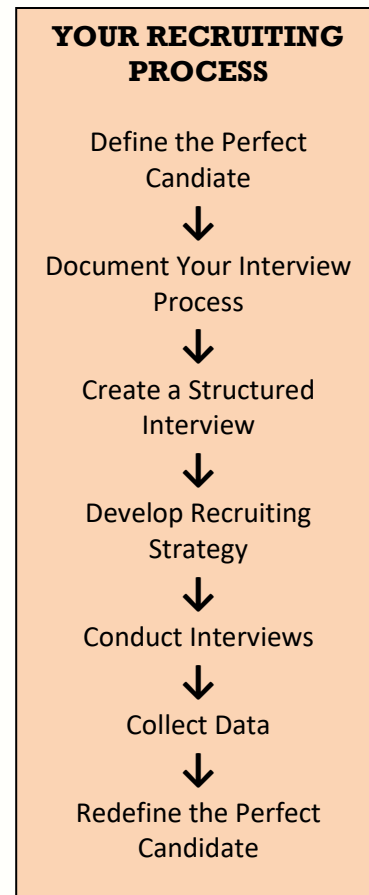 YOUR RECRUITING
PROCESS
Define the Perfect
Candiate
↓
Document Your Interview
Process
↓
Create a Structured
Interview
↓
Develop Recruiting
Strategy
↓
Conduct Interviews
↓
Collect Data
↓
Redefine the Perfect
Candidate